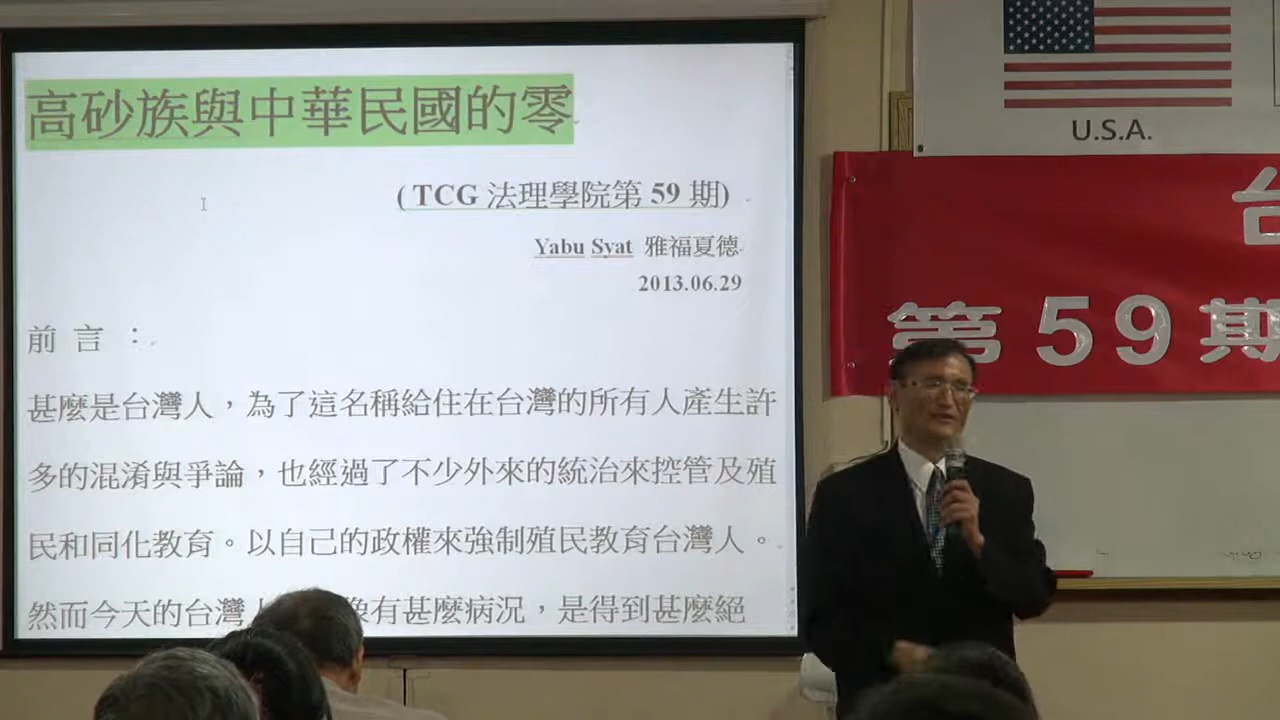 高砂族與中華民國的零
( TCG 法理學院第 59 期)
Yabu Syat 雅福夏德
2013.06.29
前 言 ：
甚麼是台灣人，為了這名稱給住在台灣的所有人產生許
多的混淆與爭論，也經過了不少外來的統治來控管及殖
民和同化教育。以自己的政權來強制殖民教育台灣人。
然而今天的台灣 像有甚麼病況，是得到甚麼絕
U.S.A.
台
第59期